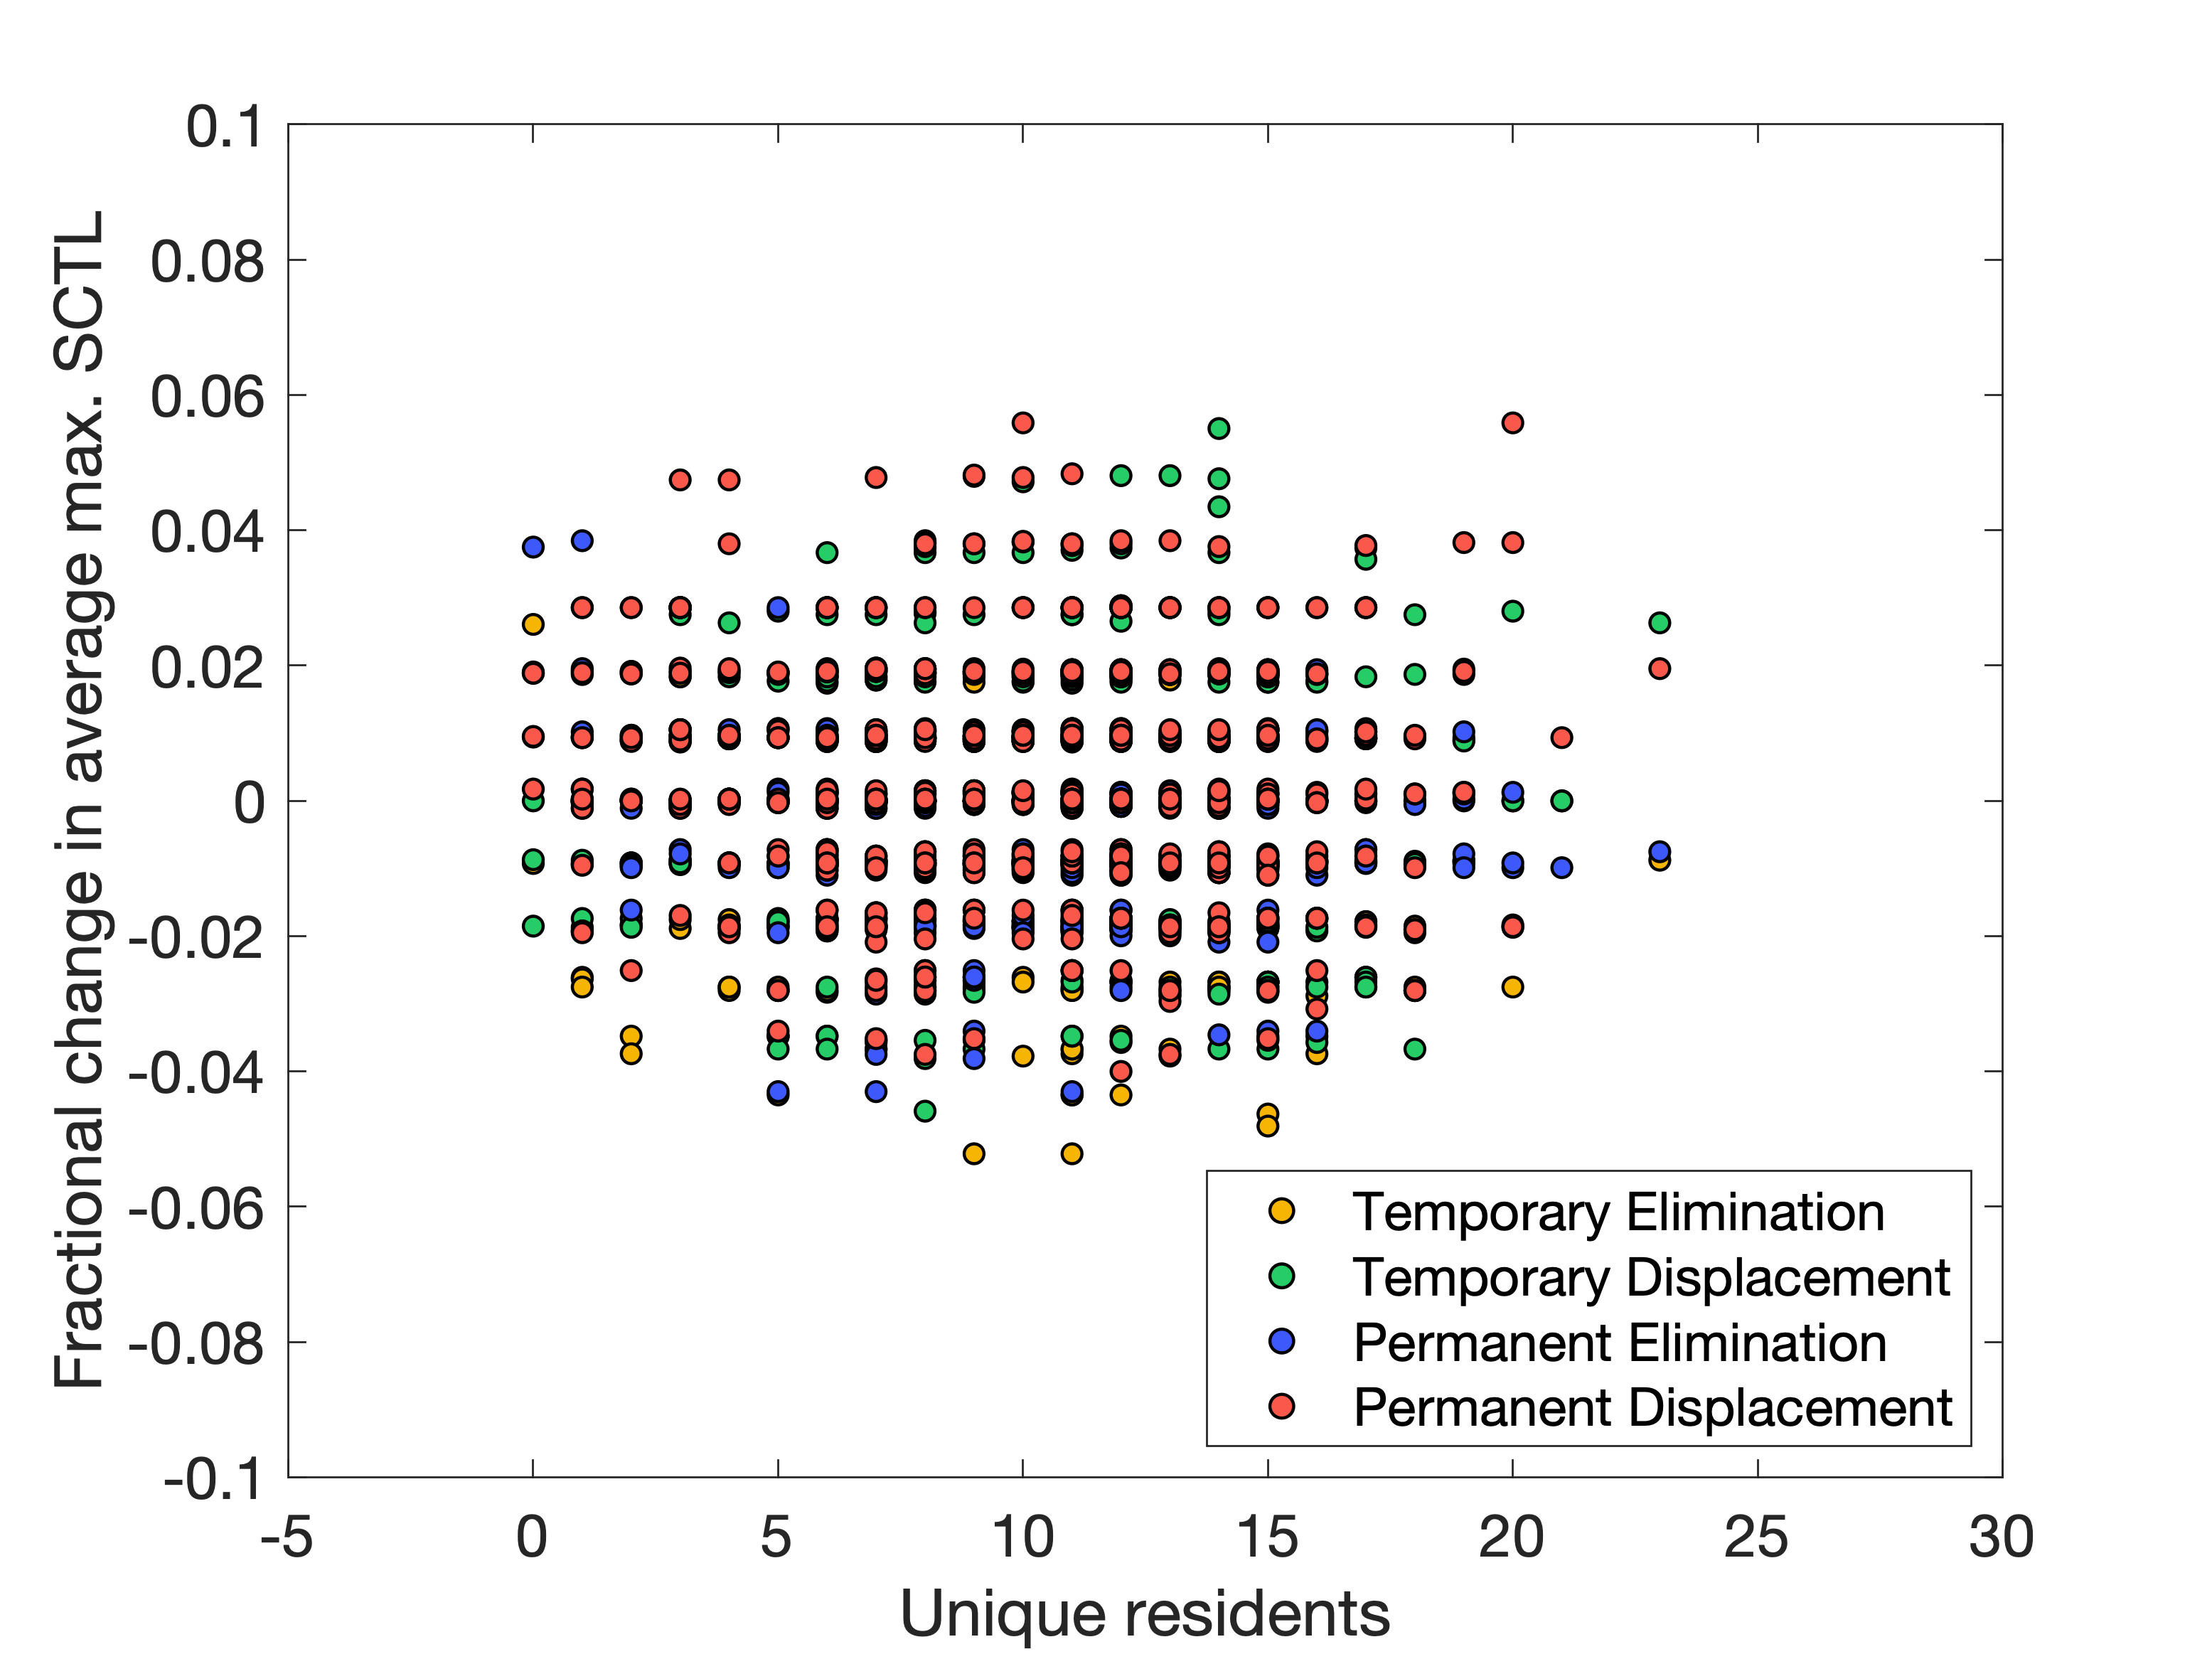 Fractional change in average max. SCTL
0.1
0.08
0.06
0.04
0.02
0
-0.02
-0.04
-0.06
-0.08
-0.1
-5 0 5 10 15 20 25 30
Unique residents
Temporary Elimination
Temporary Displacement
Permanent Elimination
Permanent Displacement